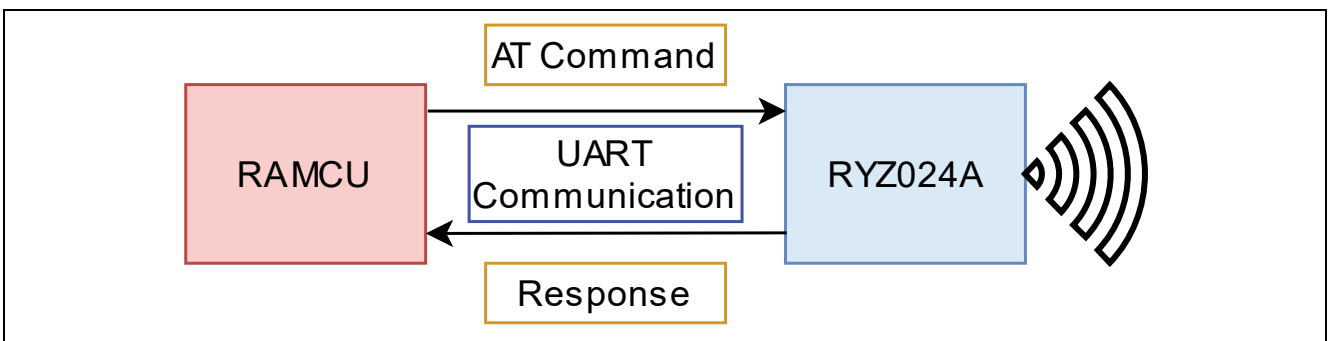 AT Command
RAMCU
UART
Communication
RYZ024A
Response